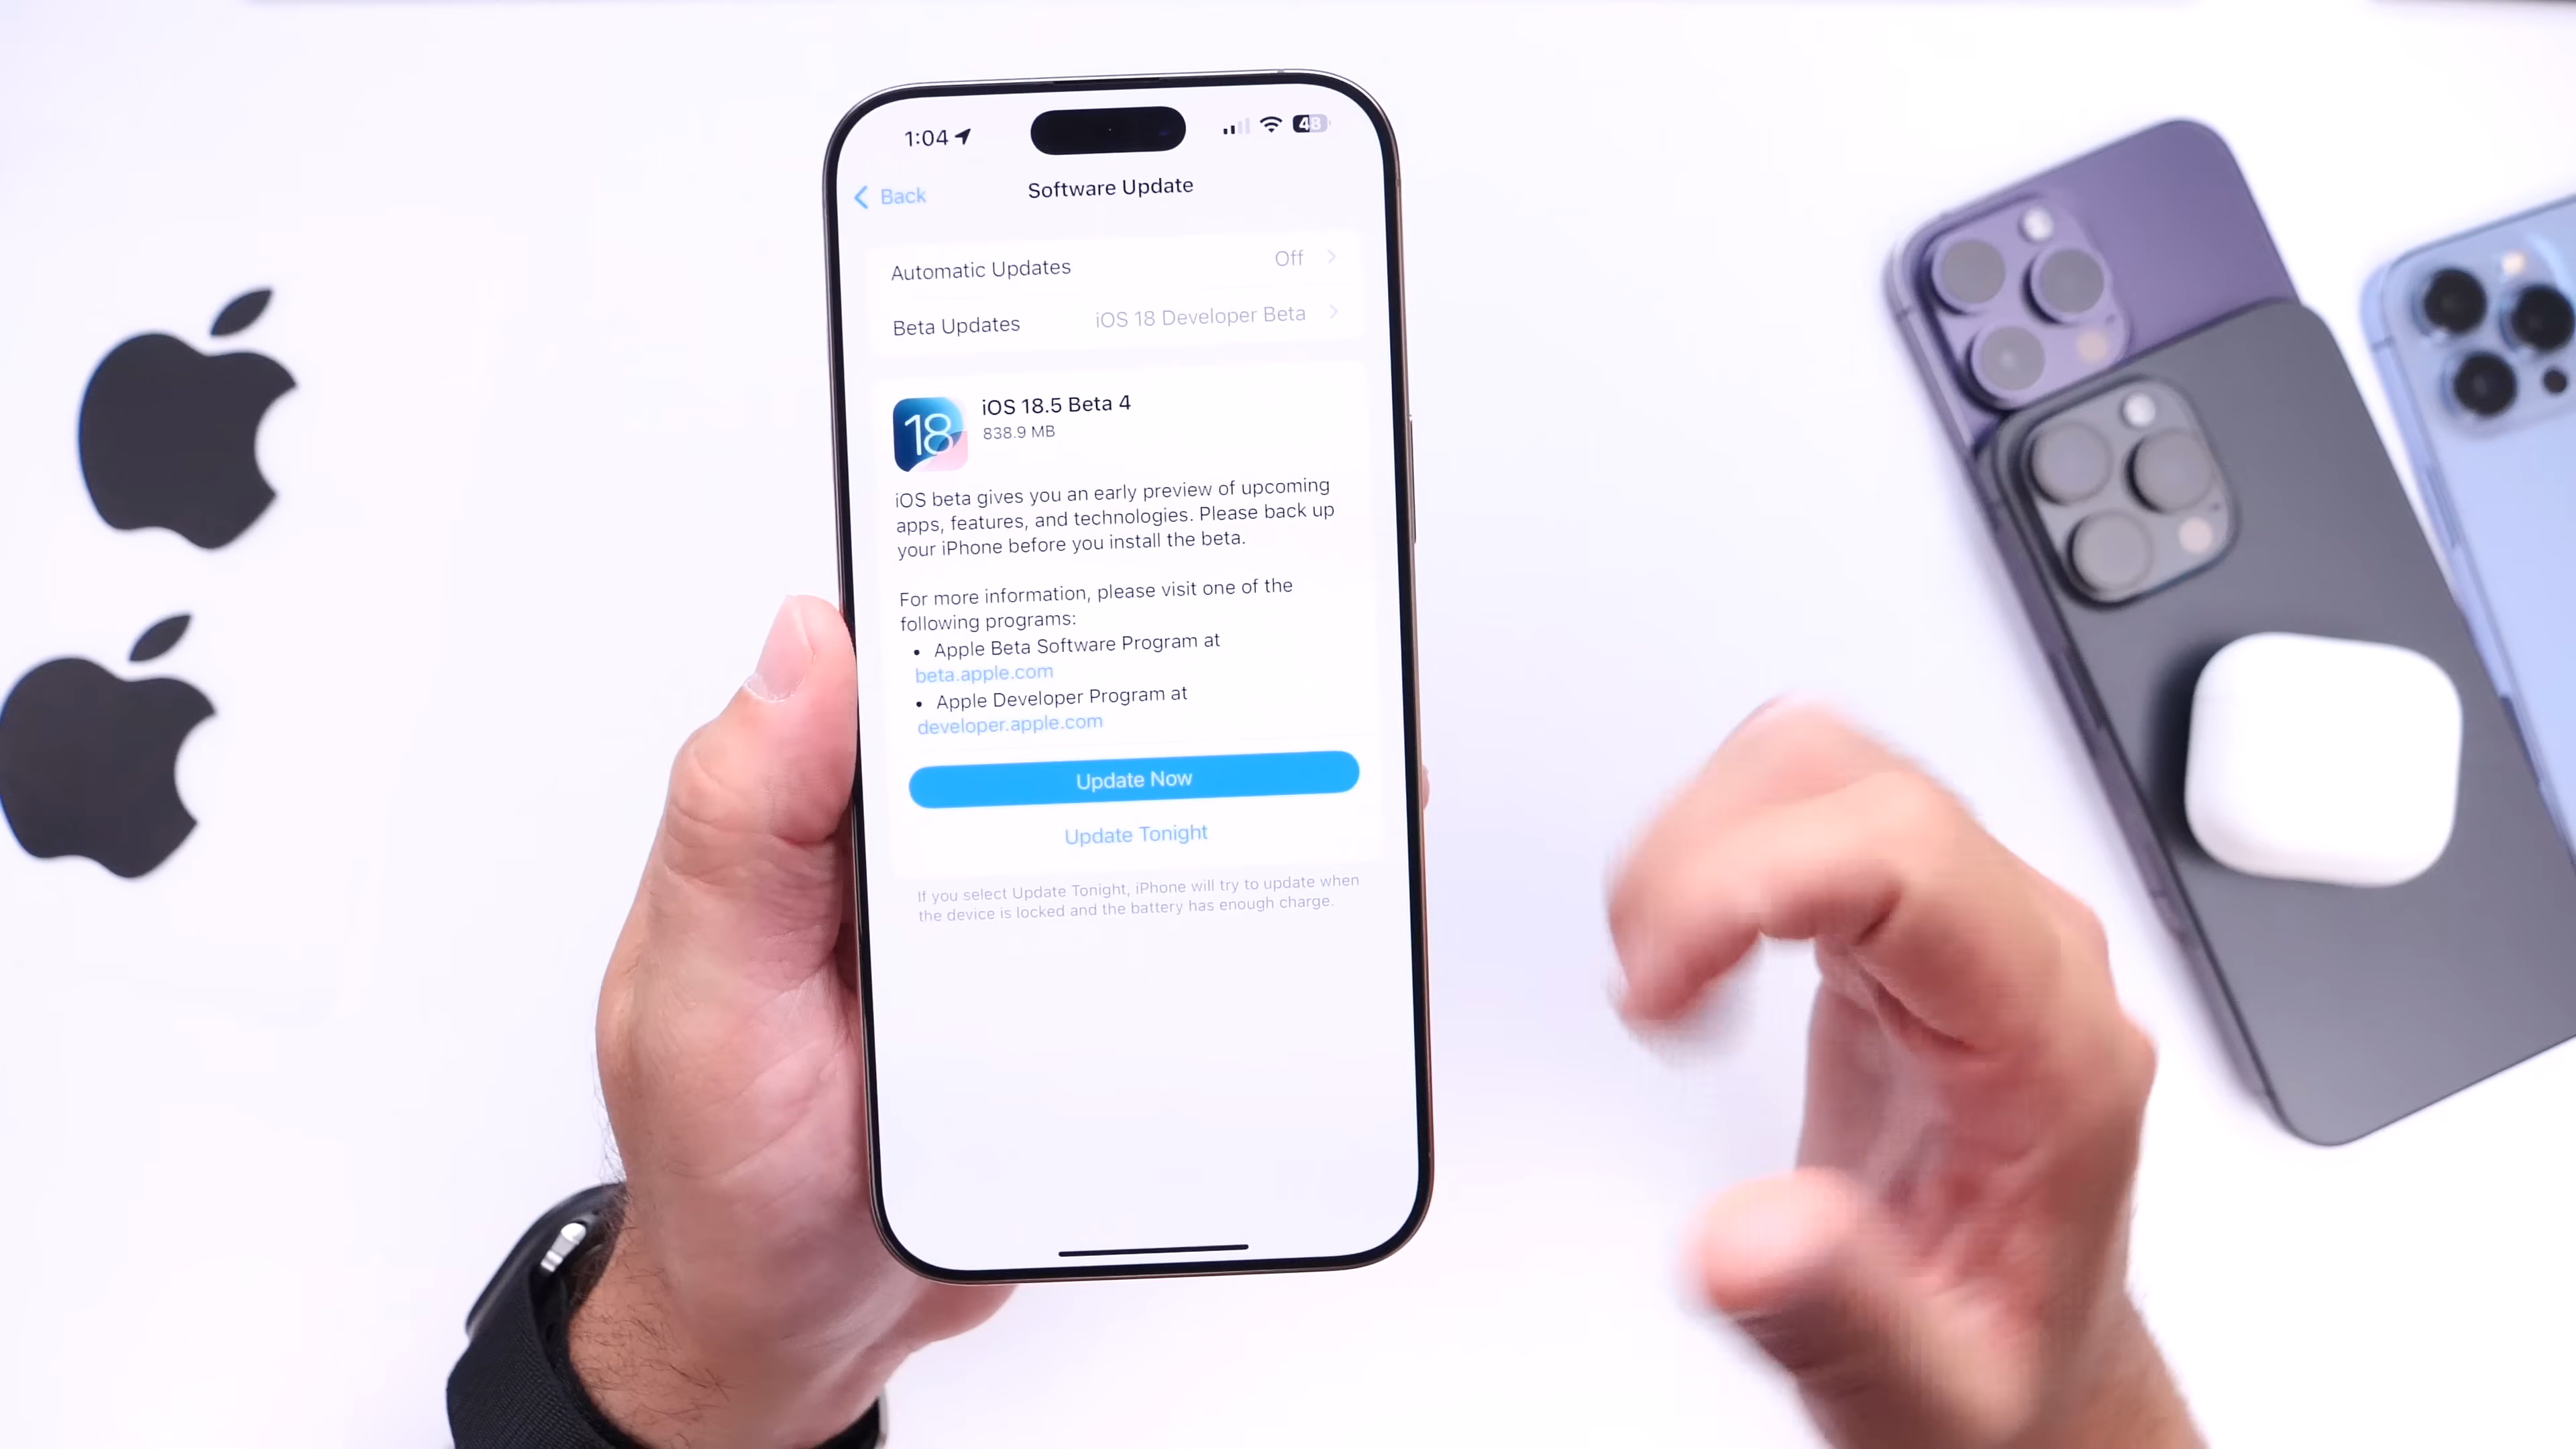 1:04
48
Back
Software Update
Automatic Updates Off
Beta Updates iOS 18 Developer Beta
18
iOS 18.5 Beta 4
838.9 MB
iOS beta gives you an early preview of upcoming
apps, features, and technologies. Please back up
your iPhone before you install the beta.
For more information, please visit one of the
following programs:
• Apple Beta Software Program at
beta.apple.com
• Apple Developer Program at
developer.apple.com
Update Now
Update Tonight
If you select Update Tonight, iPhone will try to update when
the device is locked and the battery has enough charge.